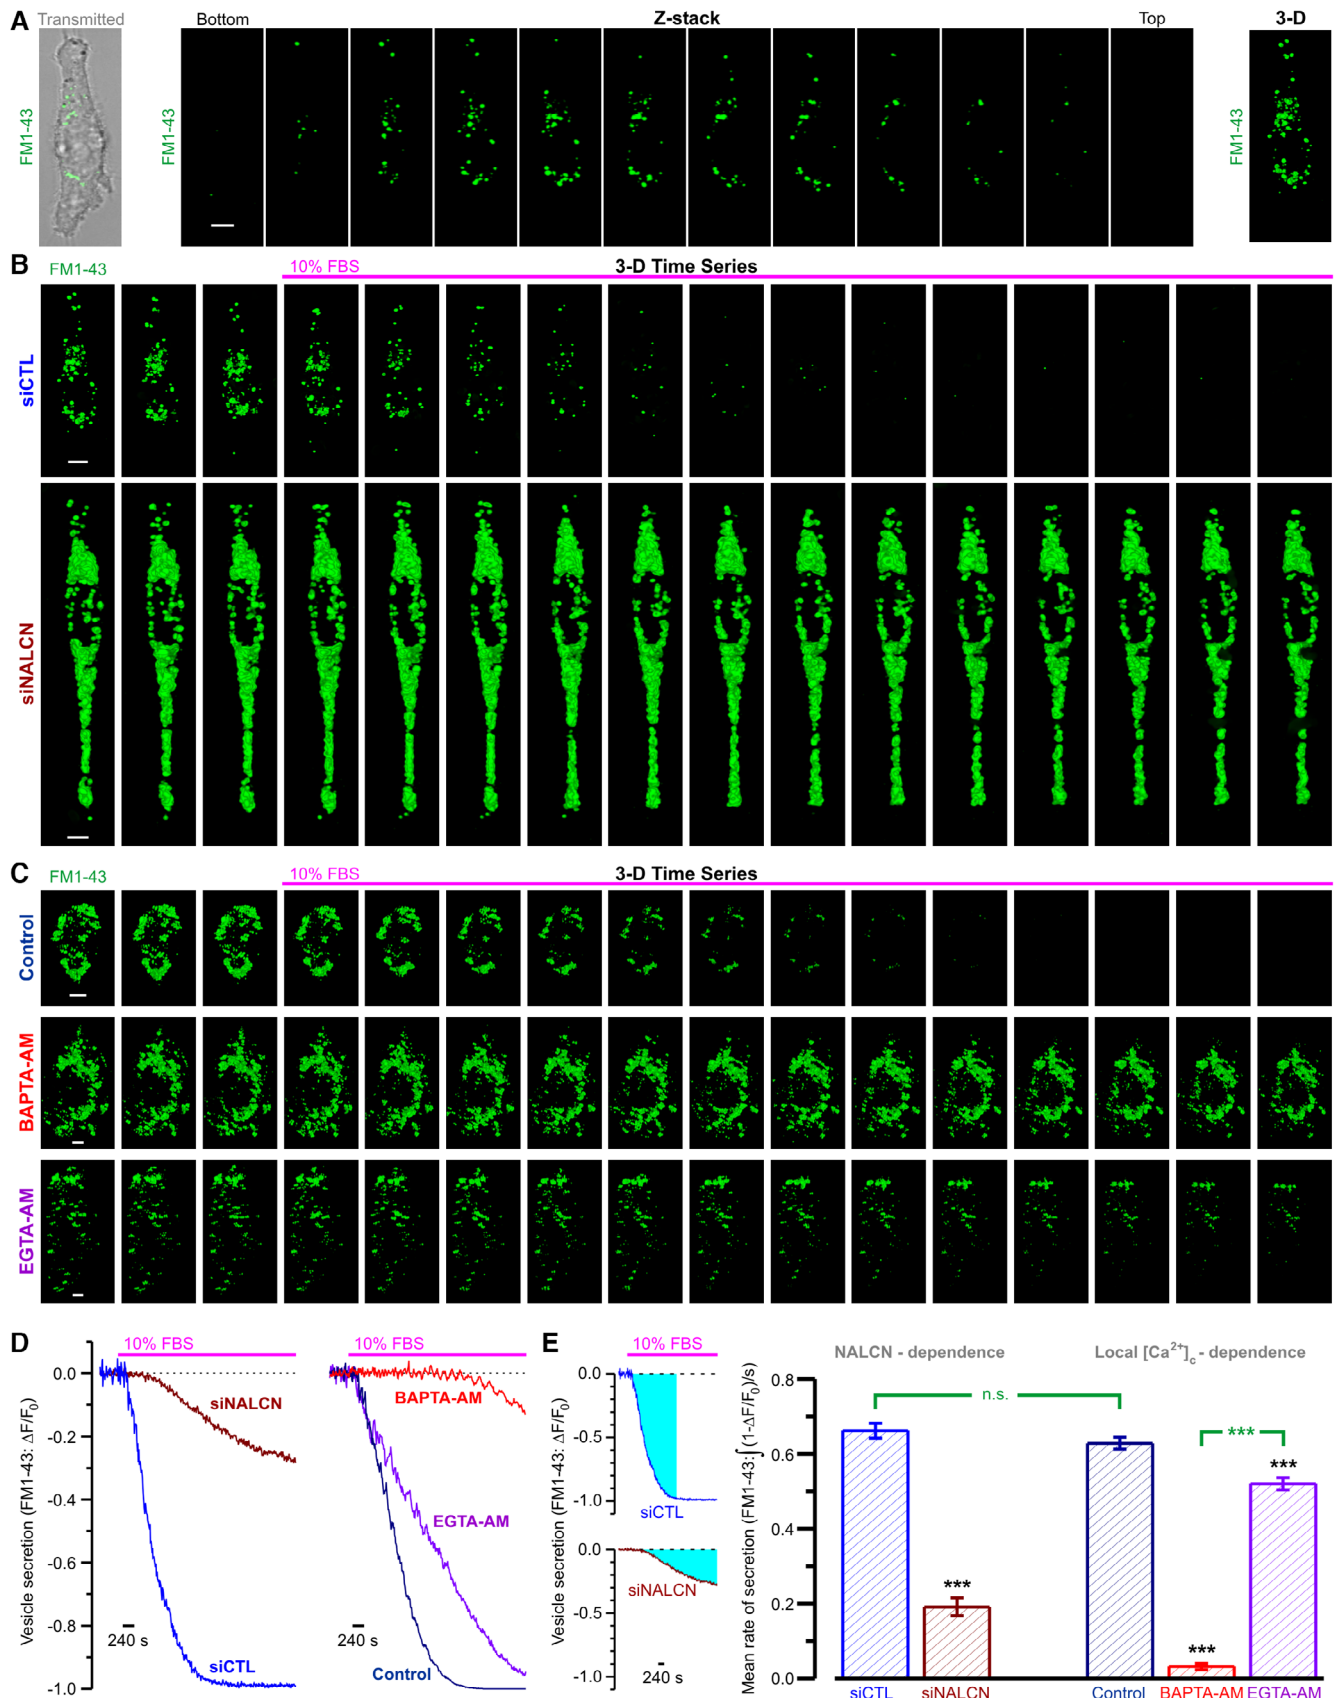 A
Transmitted
Bottom
Z-stack
Top
3-D
FM1-43
FM1-43
FM1-43
B
FM1-43
10% FBS
3-D Time Series
siCTL
siNALCN
C
FM1-43
10% FBS
3-D Time Series
Control
BAPTA-AM
EGTA-AM
D
10% FBS
10% FBS
Vesicle secretion (FM1-43: ΔF/F0)
0.0
-0.2
-0.4
-0.6
-0.8
-1.0
siNALCN
siCTL
240 s
BAPTA-AM
EGTA-AM
Control
240 s
E
10% FBS
Vesicle secretion (FM1-43: ΔF/F0)
0.0
-0.5
-1.0
siCTL
0.0
-0.5
-1.0
siNALCN
240 s
NALCN - dependence
Local [Ca2+]c - dependence
Mean rate of secretion (FM1-43:∫(1-ΔF/F0)/s)
0.8
0.6
0.4
0.2
0.0
n.s.
***
***
***
***
siCTL
siNALCN
Control
BAPTA-AM
EGTA-AM